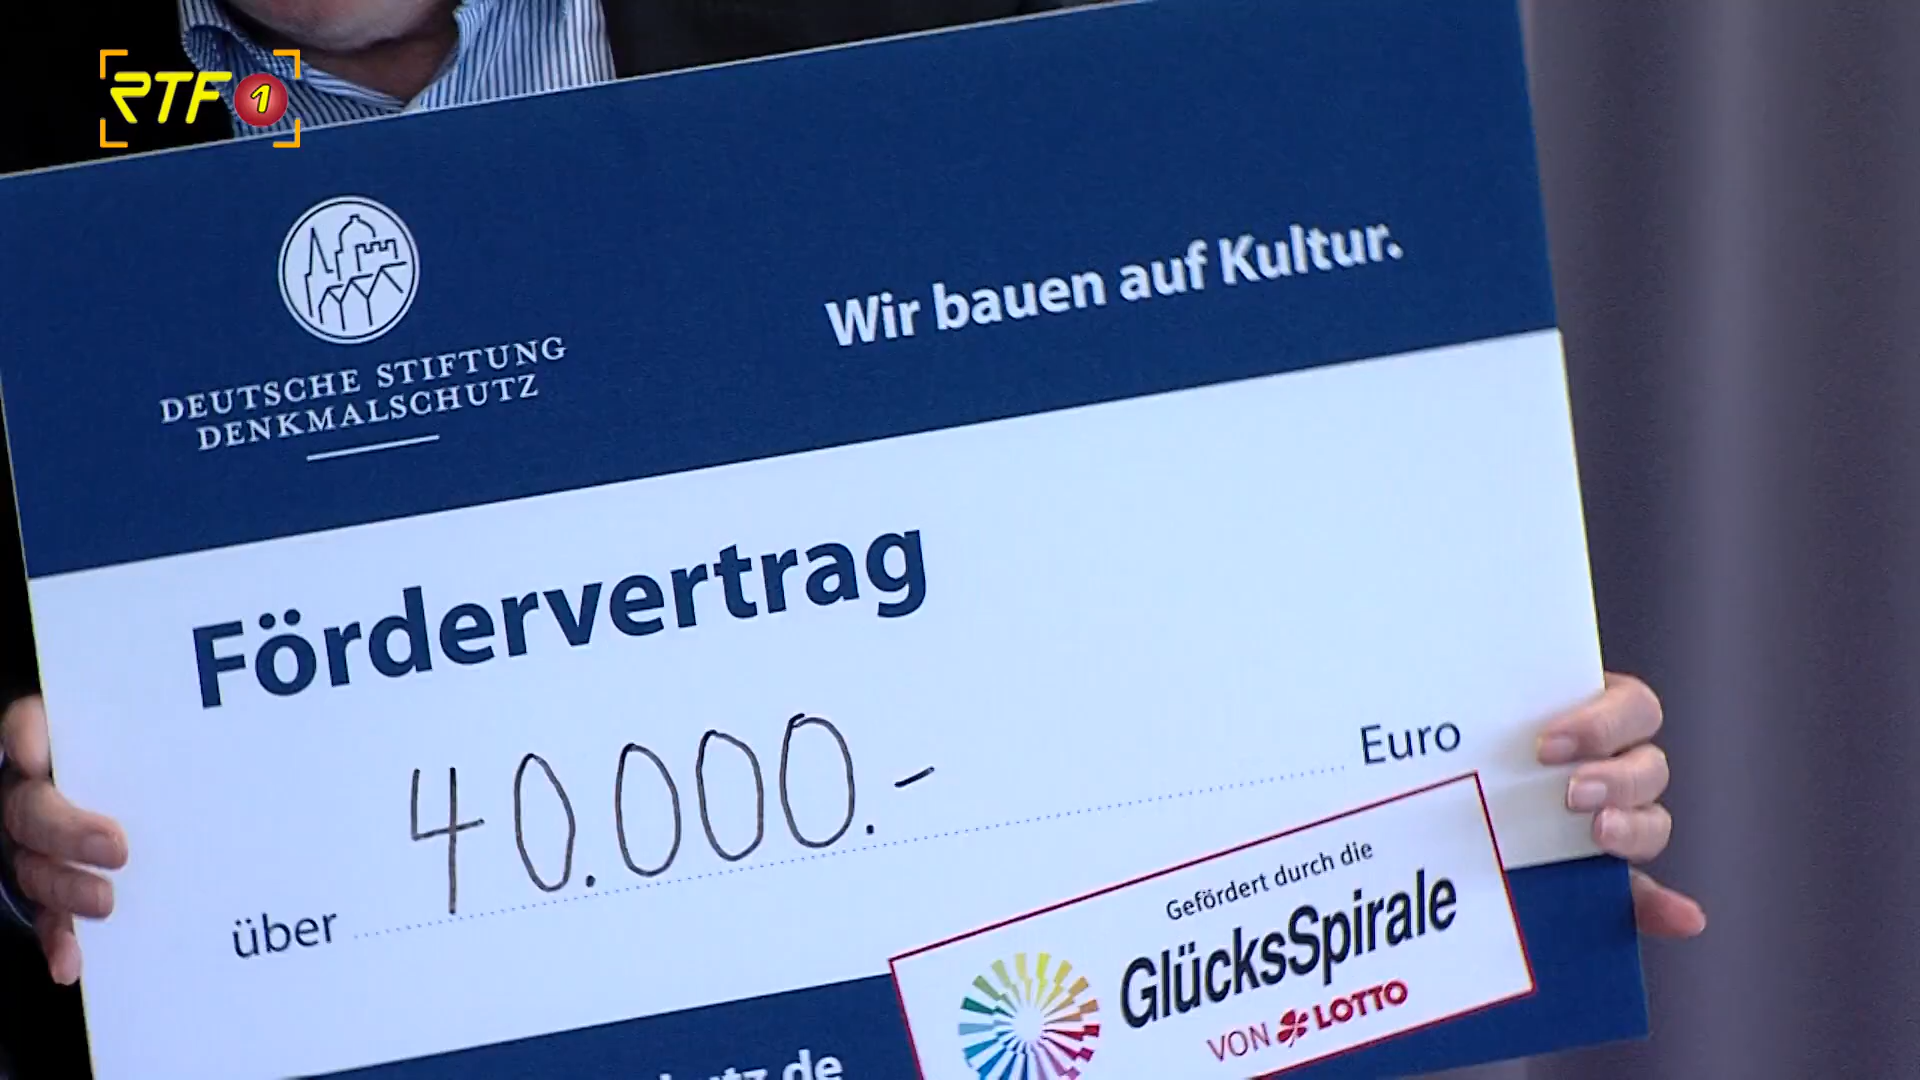 RTF 1
DEUTSCHE STIFTUNG
DENKMALSCHUTZ
Wir bauen auf Kultur.
Fördervertrag
über 40.000.- Euro
Gefördert durch die
GlücksSpirale
VON LOTTO